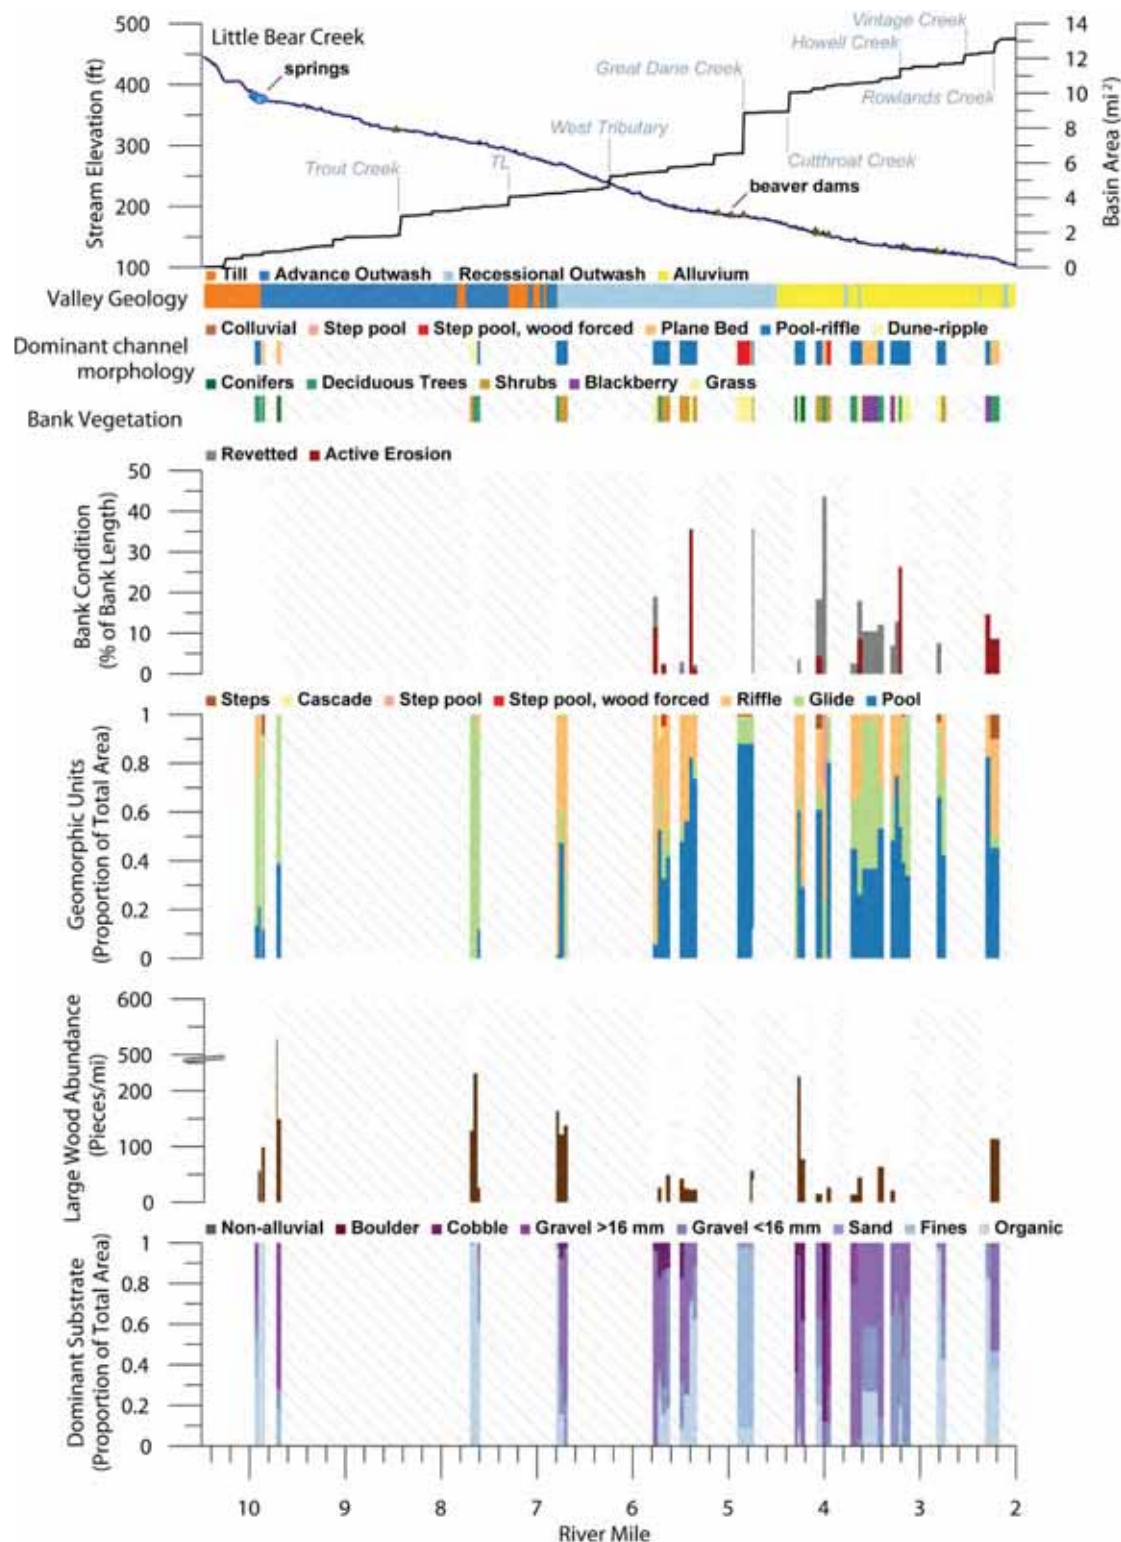 500
400
300
200
100
Stream Elevation (ft)
Little Bear Creek
springs
Trout Creek
TL
West Tributary
Great Dane Creek
Vintage Creek
Howell Creek
Rowlands Creek
Cutthroat Creek
beaver dams
14
12
10
8
6
4
2
0
Basin Area (mi²)
Till Advance Outwash Recessional Outwash Alluvium
Valley Geology
Colluvial Step pool Step pool, wood forced Plane Bed Pool-riffle Dune-ripple
Dominant channel
morphology
Conifers Deciduous Trees Shrubs Blackberry Grass
Bank Vegetation
Revetted Active Erosion
50
40
30
20
10
0
Bank Condition
(% of Bank Length)
Steps Cascade Step pool Step pool, wood forced Riffle Glide Pool
1
0.8
0.6
0.4
0.2
0
Geomorphic Units
(Proportion of Total Area)
600
500
200
100
0
Large Wood Abundance
(Pieces/mi)
Non-alluvial Boulder Cobble Gravel >16 mm Gravel <16 mm Sand Fines Organic
1
0.8
0.6
0.4
0.2
0
Dominant Substrate
(Proportion of Total Area)
10 9 8 7 6 5 4 3 2
River Mile